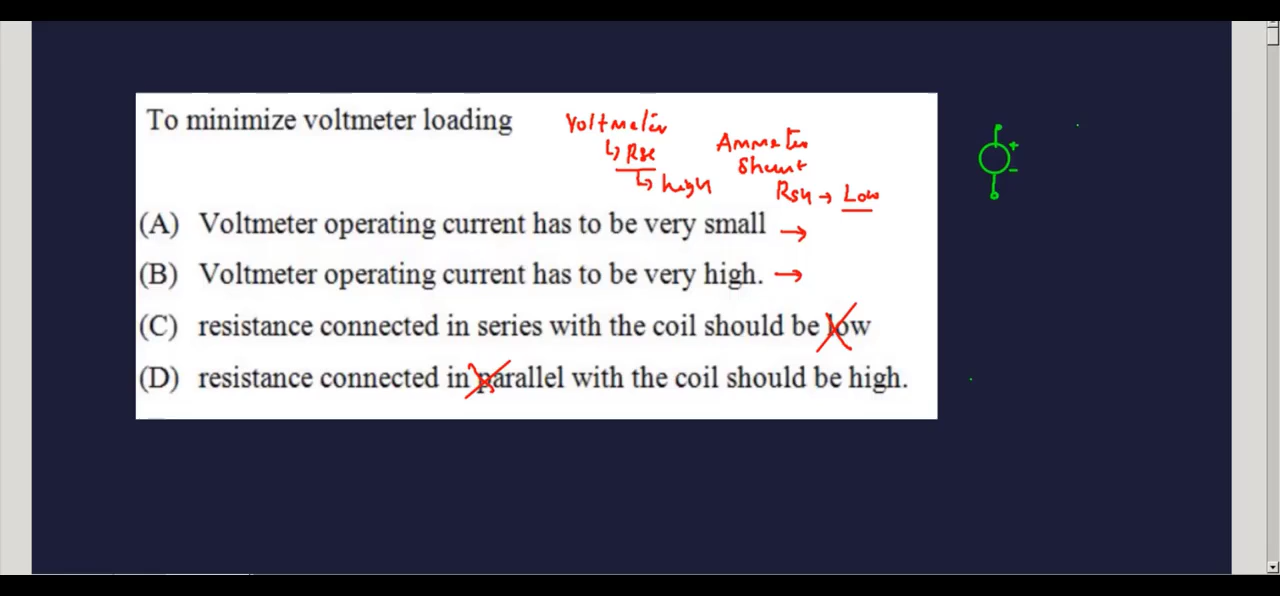 To minimize voltmeter loading
Voltmeter
↳ Rse
↳ high
Ammeter
Shunt
Rsh → Low
(A) Voltmeter operating current has to be very small →
(B) Voltmeter operating current has to be very high. →
(C) resistance connected in series with the coil should be low
(D) resistance connected in parallel with the coil should be high.
+
-